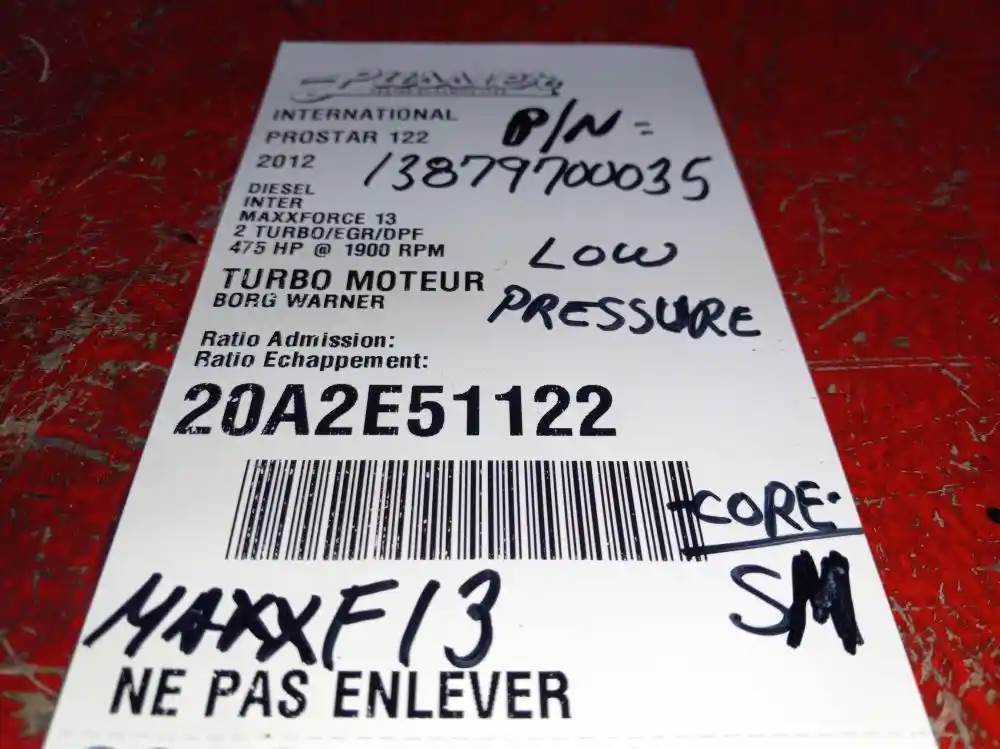 INTERNATIONAL
PROSTAR 122
P/N =
2012
13879700035
DIESEL
INTER
MAXXFORCE 13
2 TURBO/EGR/DPF
475 HP @ 1900 RPM
LOW
PRESSURE
TURBO MOTEUR
BORG WARNER
Ratio Admission:
Ratio Echappement:
20A2E51122
-CORE-
SM
MAXXF13
NE PAS ENLEVER